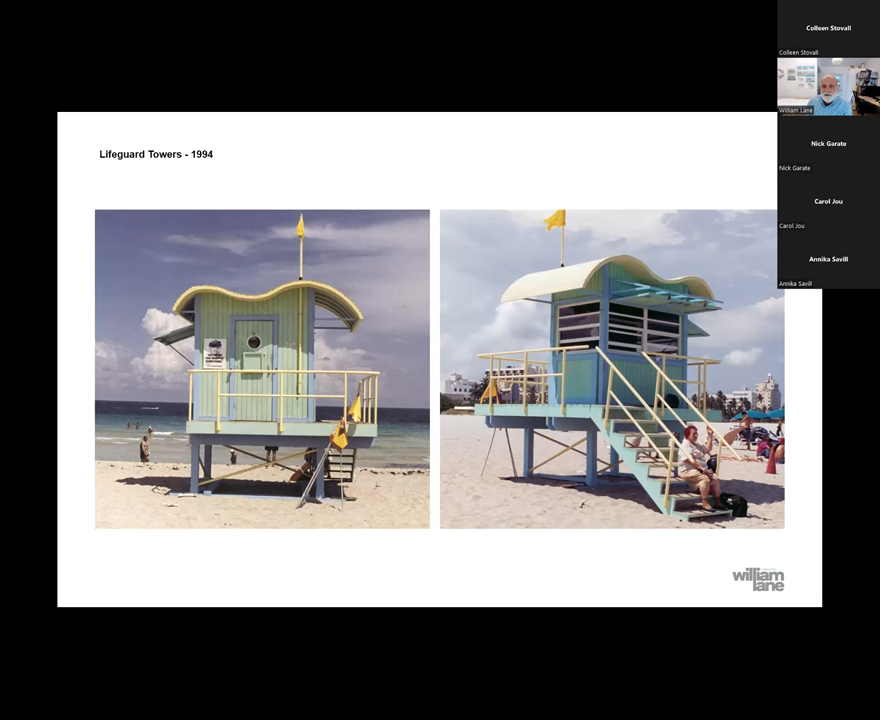 Colleen Stovall
Colleen Stovall
William Lane
Nick Garate
Nick Garate
Carol Jou
Carol Jou
Annika Savill
Annika Savill
Lifeguard Towers - 1994
william
lane